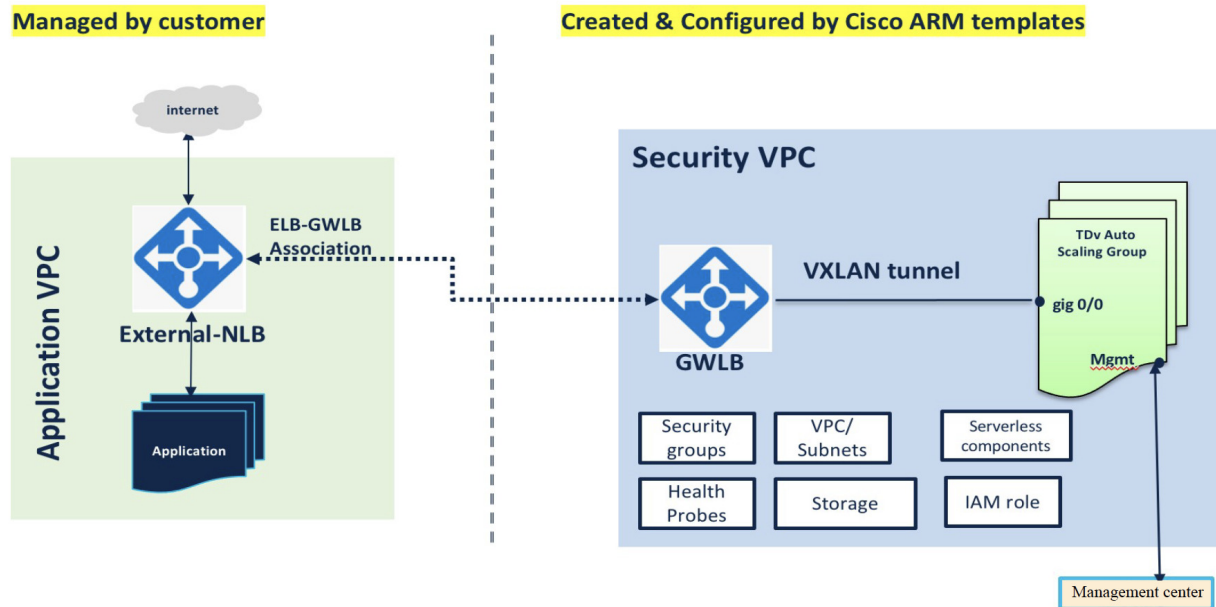 Managed by customer
Created & Configured by Cisco ARM templates
internet
Application VPC
ELB-GWLB
Association
External-NLB
Application
Security VPC
GWLB
VXLAN tunnel
TDv Auto
Scaling Group
gig 0/0
Mgmt
Security
groups
VPC/
Subnets
Serverless
components
Health
Probes
Storage
IAM role
Management center